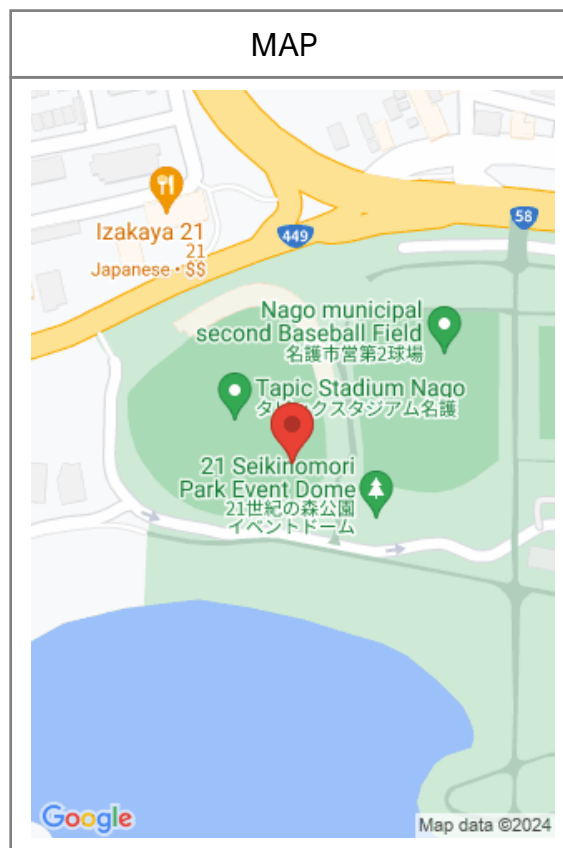 MAP
58
449
Izakaya 21
21
Japanese • $$
Nago municipal
second Baseball Field
名護市営第2球場
Tapic Stadium Nago
タピックスタジアム名護
21 Seikinomori
Park Event Dome
21世紀の森公園
イベントドーム
Google
Map data ©2024